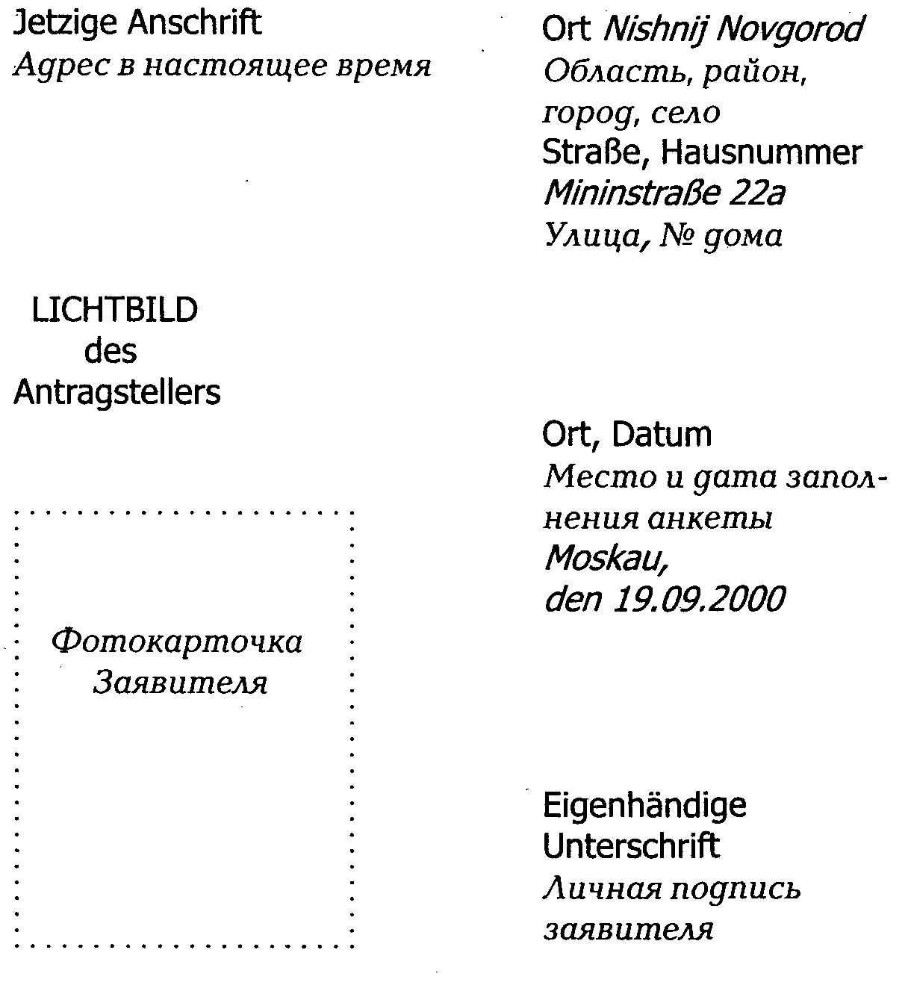 Jetzige Anschrift
Адрес в настоящее время
Ort Nishnij Novgorod
Область, район,
город, село
Straße, Hausnummer
Mininstraße 22a
Улица, № дома
LICHTBILD
des
Antragstellers
Фотокарточка
Заявителя
Ort, Datum
Место и дата запол-
нения анкеты
Moskau,
den 19.09.2000
Eigenhändige
Unterschrift
Личная подпись
заявителя